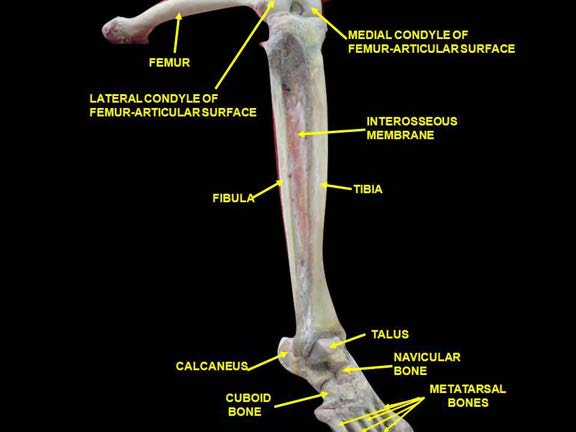 MEDIAL CONDYLE OF
FEMUR-ARTICULAR SURFACE
FEMUR
LATERAL CONDYLE OF
FEMUR-ARTICULAR SURFACE
INTEROSSEOUS
MEMBRANE
FIBULA
TIBIA
TALUS
CALCANEUS
NAVICULAR
BONE
METATARSAL
BONES
CUBOID
BONE